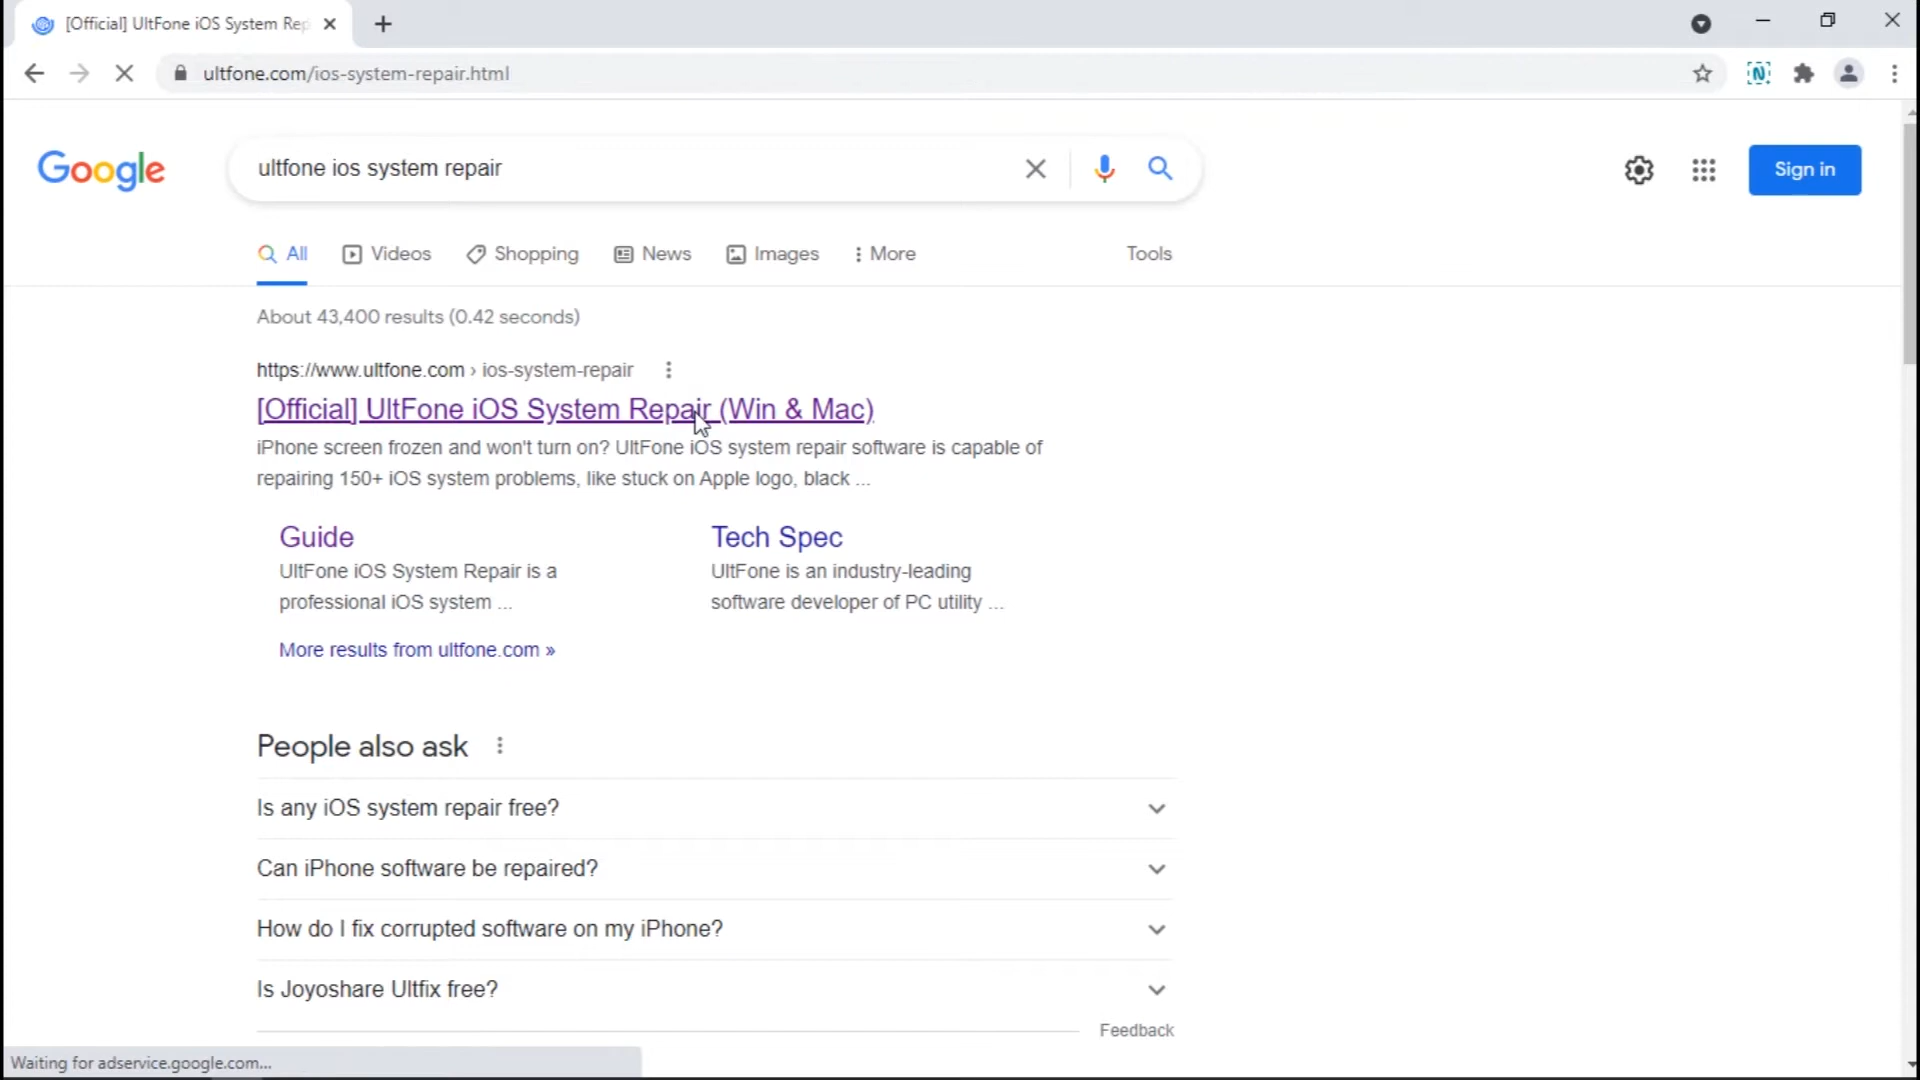 [Official] UltFone iOS System Rep
ultfone.com/ios-system-repair.html
Google
ultfone ios system repair
Sign in
All Videos Shopping News Images More Tools
About 43,400 results (0.42 seconds)
https://www.ultfone.com › ios-system-repair
[Official] UltFone iOS System Repair (Win & Mac)
iPhone screen frozen and won't turn on? UltFone iOS system repair software is capable of
repairing 150+ iOS system problems, like stuck on Apple logo, black ...
Guide
UltFone iOS System Repair is a
professional iOS system ...
Tech Spec
UltFone is an industry-leading
software developer of PC utility ...
More results from ultfone.com »
People also ask
Is any iOS system repair free?
Can iPhone software be repaired?
How do I fix corrupted software on my iPhone?
Is Joyoshare Ultfix free?
Feedback
Waiting for adservice.google.com...